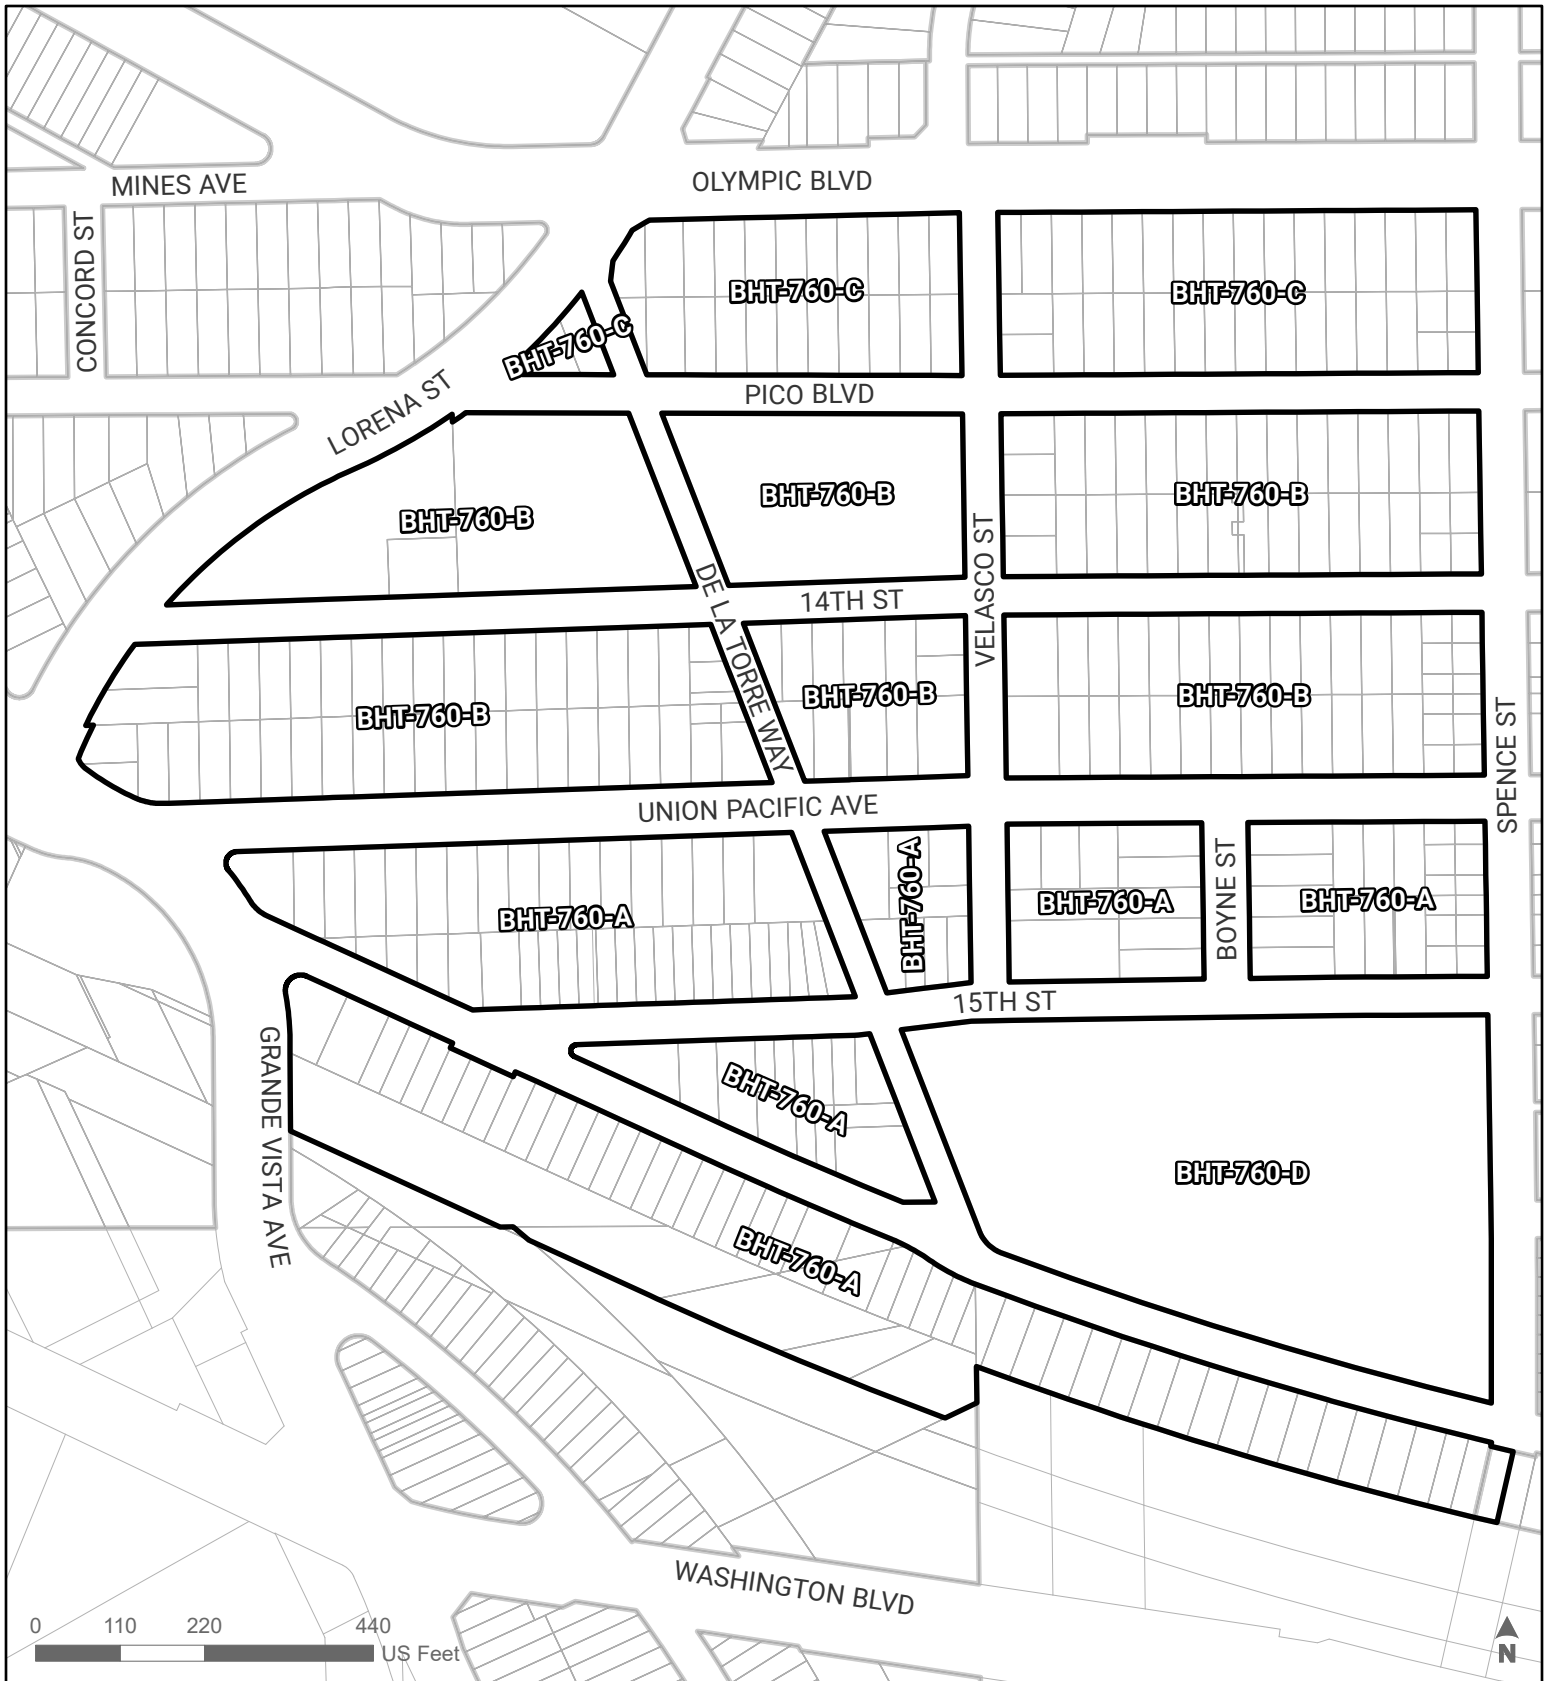 MINES AVE
OLYMPIC BLVD
CONCORD ST
BHT-760-C
BHT-760-C
BHT-760-C
LORENA ST
PICO BLVD
BHT-760-B
BHT-760-B
BHT-760-B
DE LA TORRE WAY
14TH ST
VELASCO ST
BHT-760-B
BHT-760-B
BHT-760-B
SPENCE ST
UNION PACIFIC AVE
BHT-760-A
BHT-760-A
BHT-760-A
BOYNE ST
BHT-760-A
15TH ST
GRANDE VISTA AVE
BHT-760-A
BHT-760-D
BHT-760-A
WASHINGTON BLVD
0 110 220 440
US Feet
N